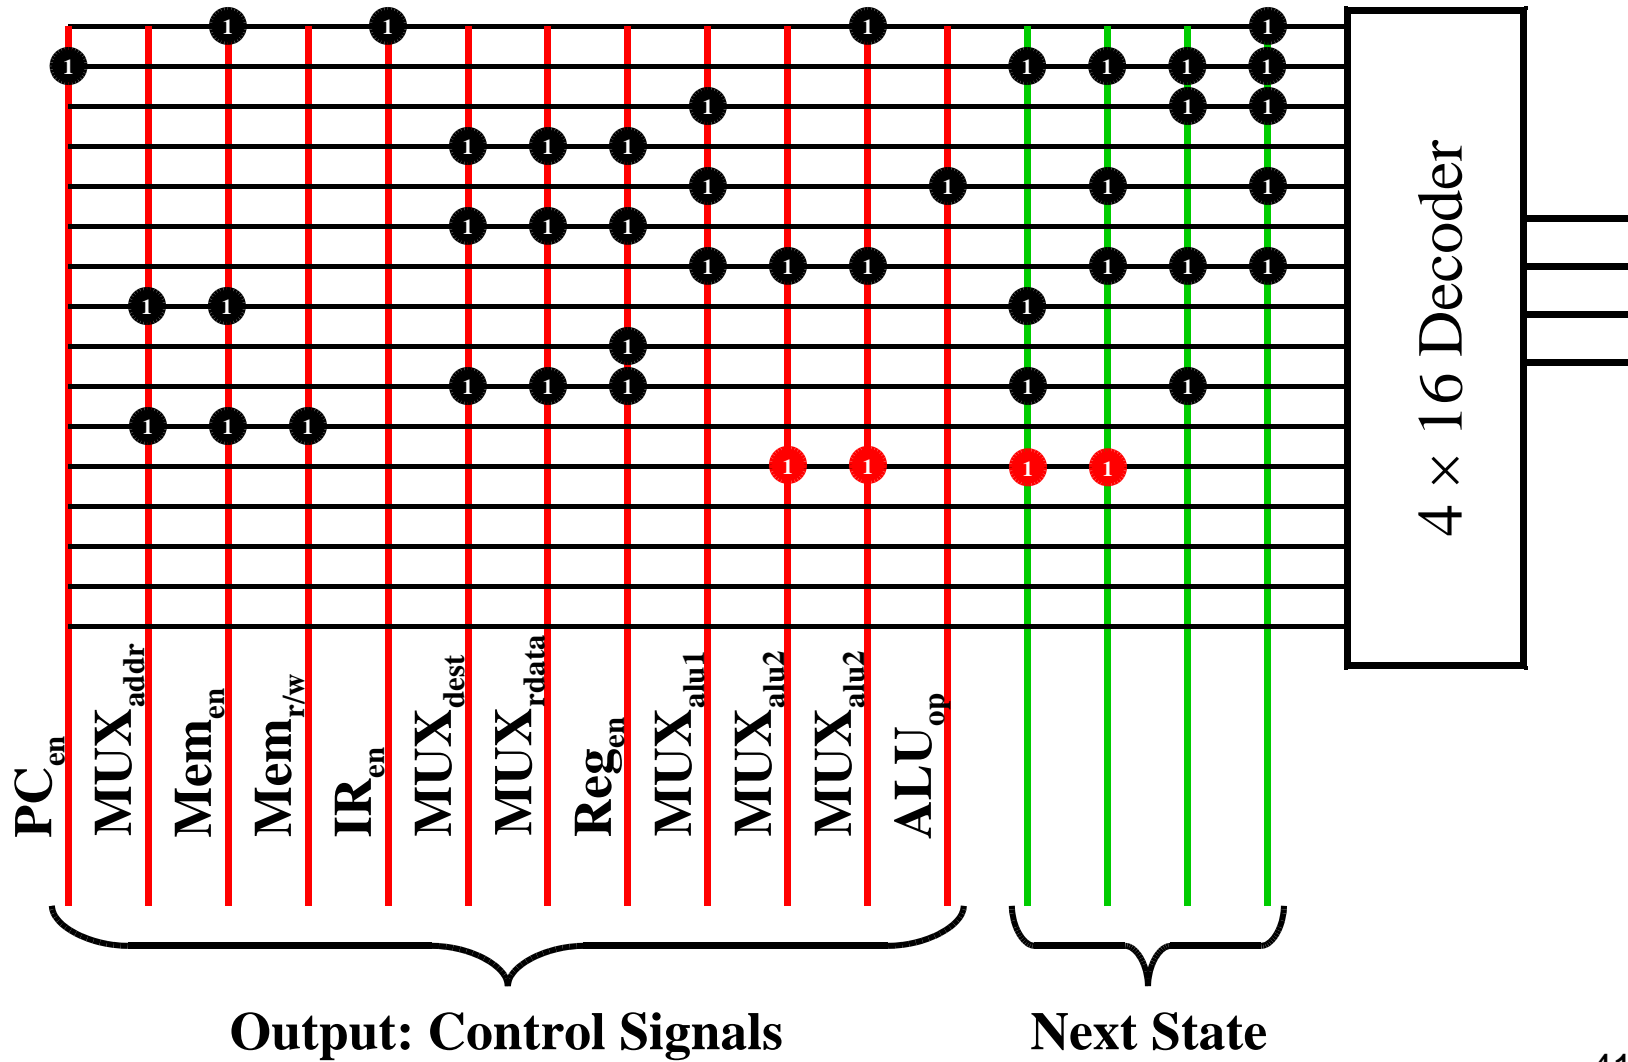 1 1 1 1
1 1 1 1 1
1 1 1
1 1 1
1 1 1 1
1 1 1
1 1 1 1 1 1
1 1 1
1
1 1 1 1 1
1 1 1
1 1 1 1
4 × 16 Decoder
PCen
MUXaddr
Memen
Memr/w
IRen
MUXdest
MUXrdata
Regen
MUXalu1
MUXalu2
MUXalu2
ALUop
Output: Control Signals
Next State